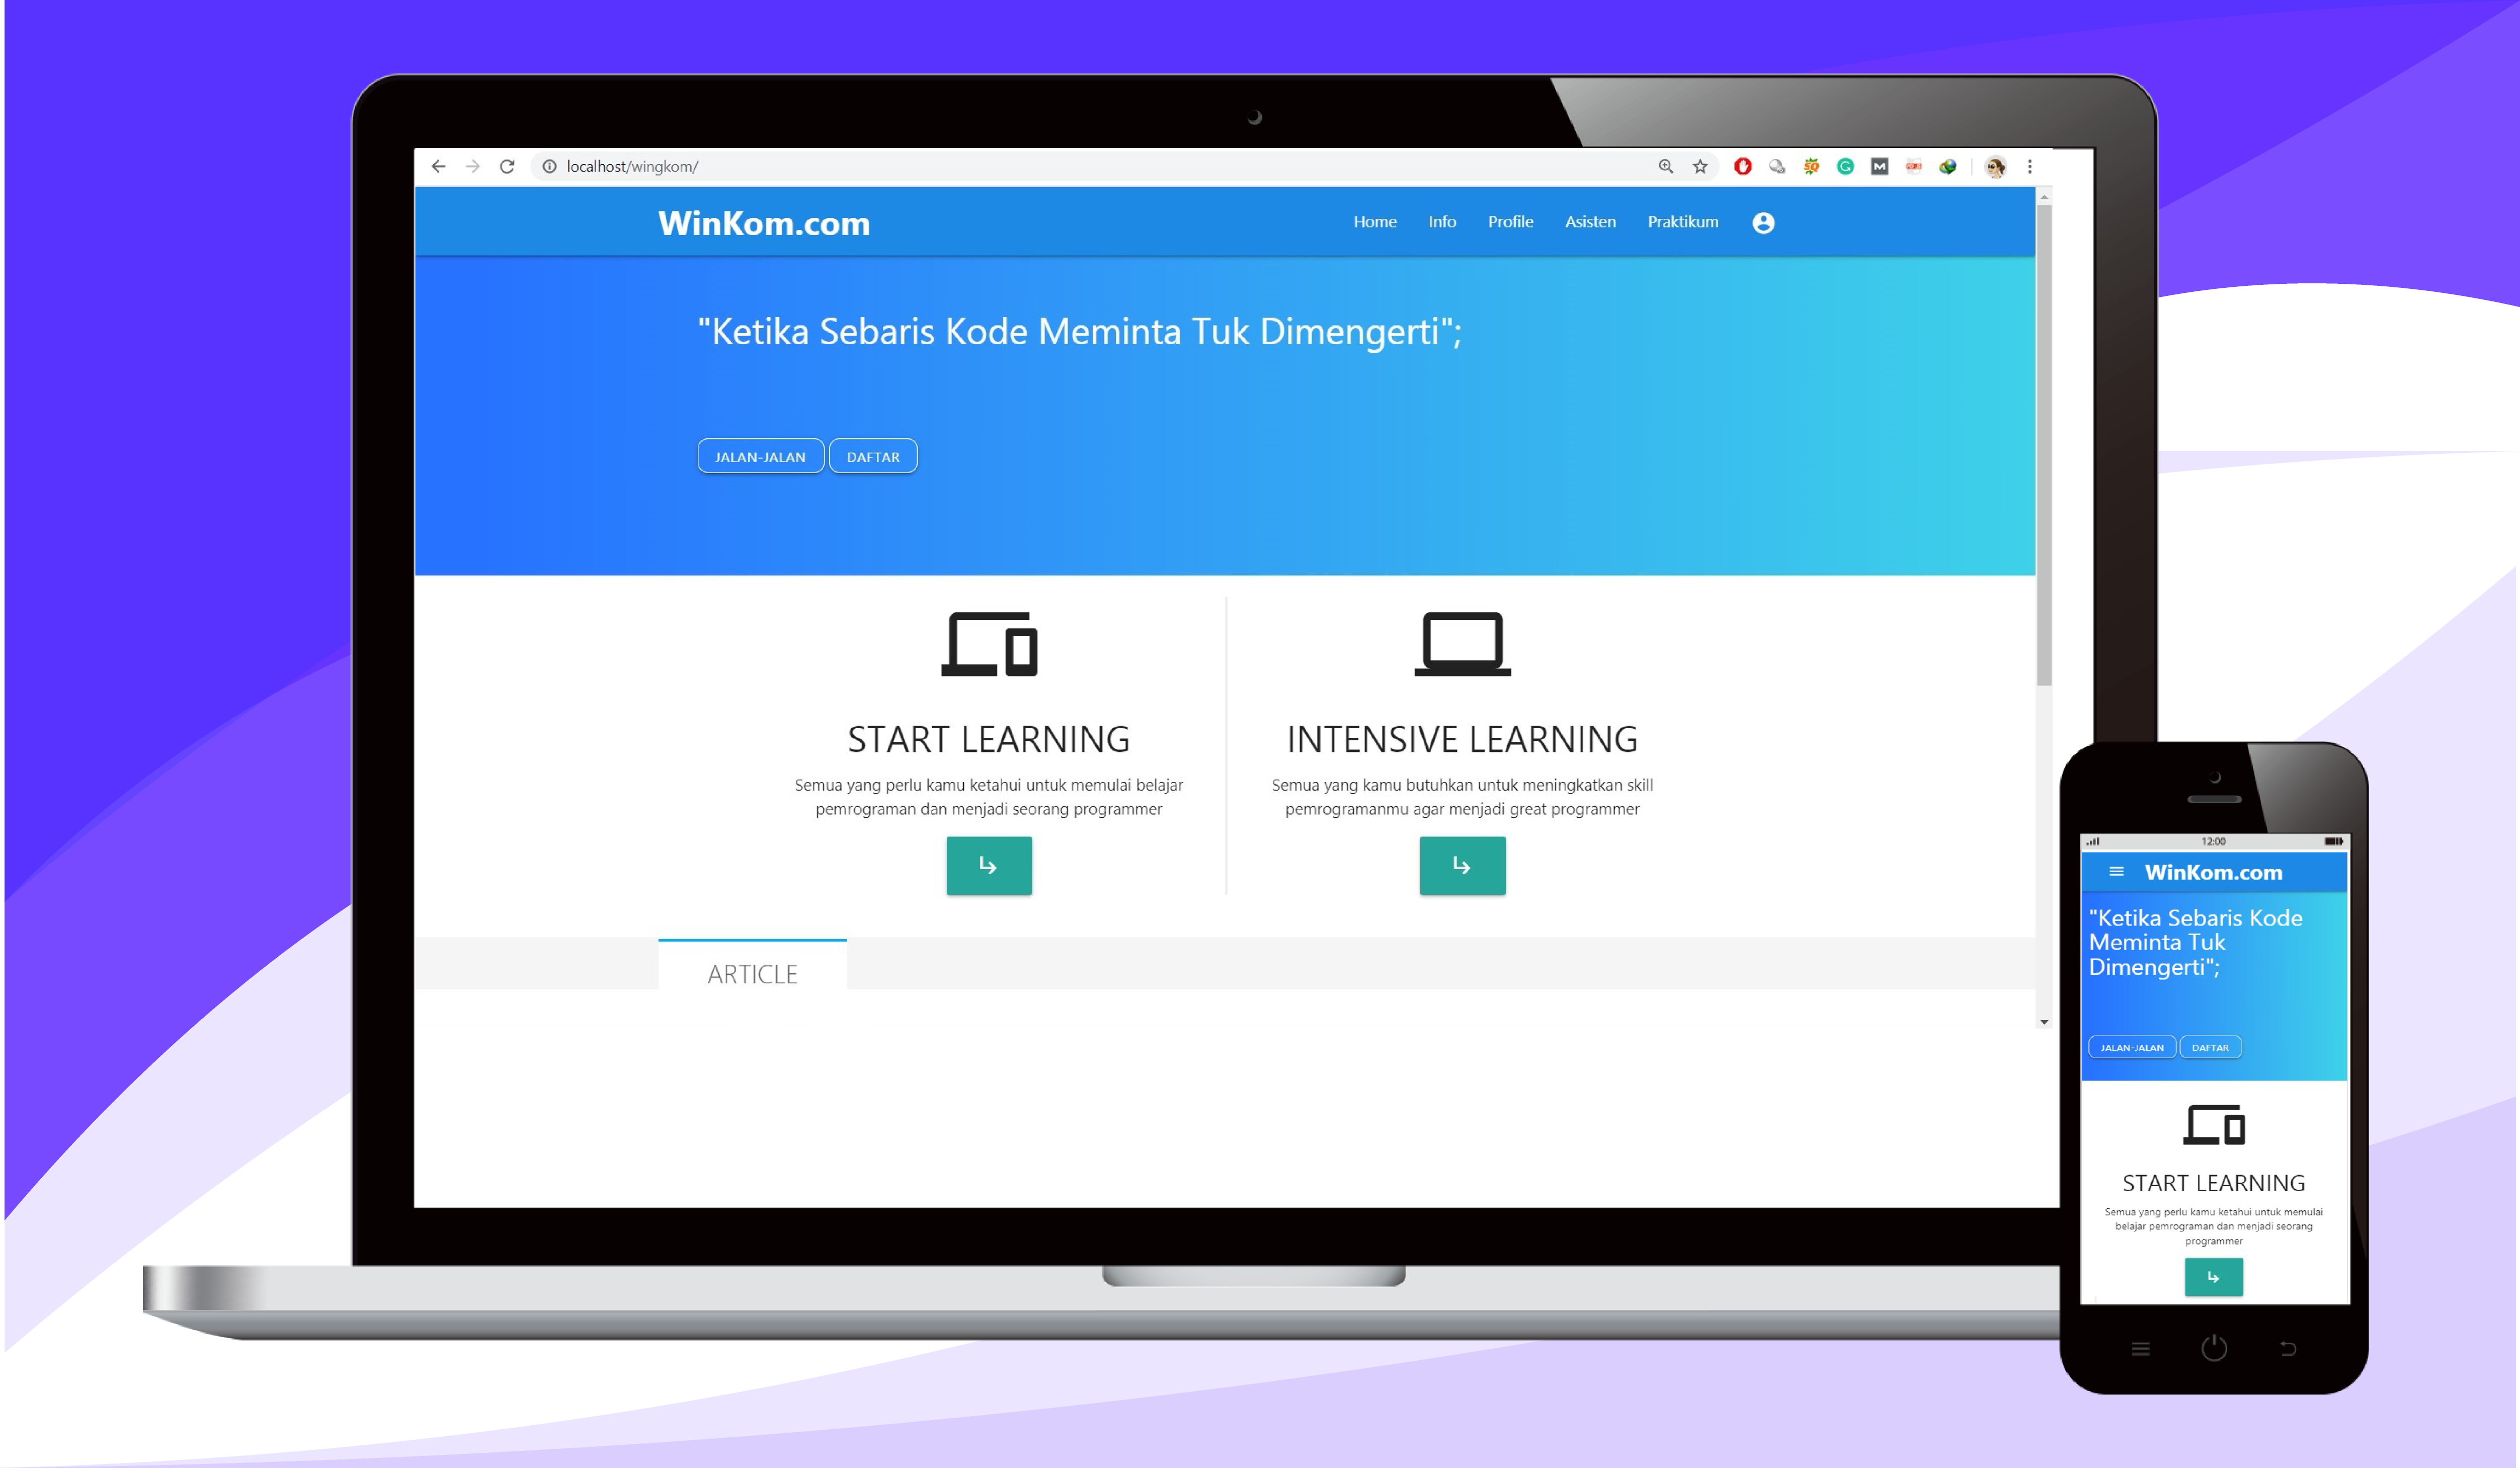 localhost/wingkom/
WinKom.com
Home Info Profile Asisten Praktikum
"Ketika Sebaris Kode Meminta Tuk Dimengerti";
JALAN-JALAN DAFTAR
START LEARNING
Semua yang perlu kamu ketahui untuk memulai belajar
pemrograman dan menjadi seorang programmer
INTENSIVE LEARNING
Semua yang kamu butuhkan untuk meningkatkan skill
pemrogramanmu agar menjadi great programmer
ARTICLE
12:00
WinKom.com
"Ketika Sebaris Kode
Meminta Tuk
Dimengerti";
JALAN-JALAN DAFTAR
START LEARNING
Semua yang perlu kamu ketahui untuk memulai
belajar pemrograman dan menjadi seorang
programmer